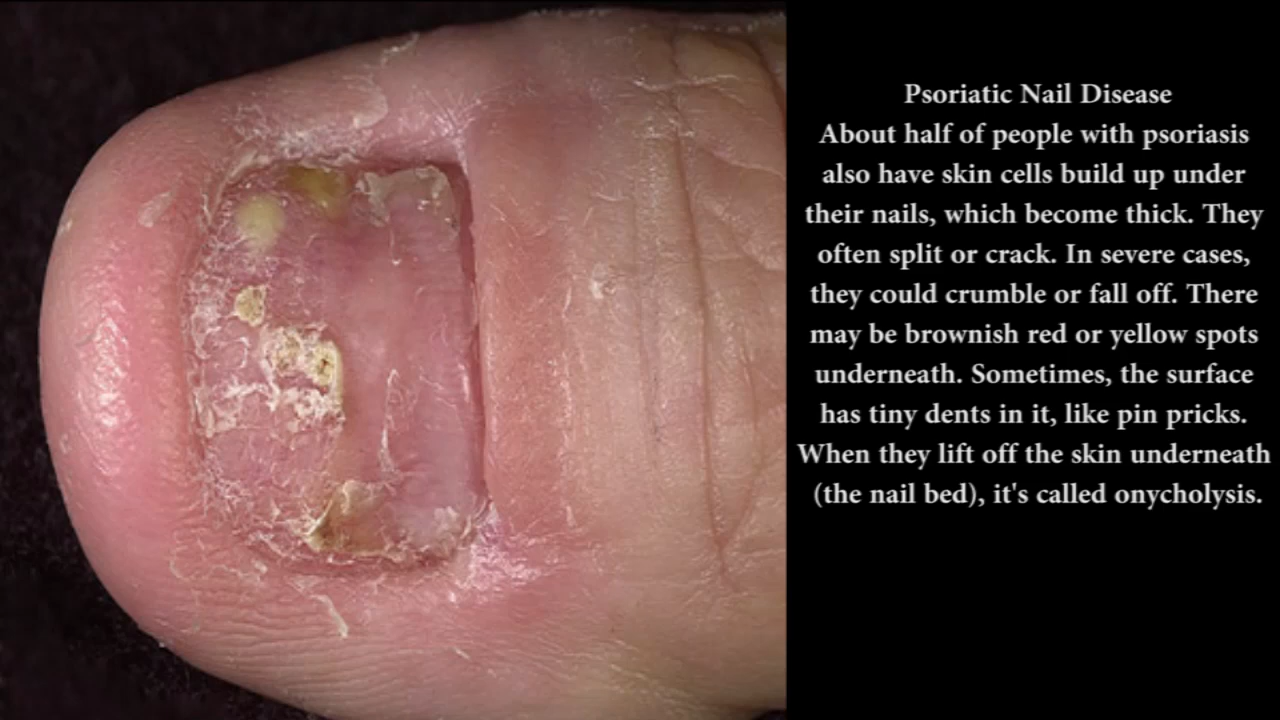 Psoriatic Nail Disease
About half of people with psoriasis
also have skin cells build up under
their nails, which become thick. They
often split or crack. In severe cases,
they could crumble or fall off. There
may be brownish red or yellow spots
underneath. Sometimes, the surface
has tiny dents in it, like pin pricks.
When they lift off the skin underneath
(the nail bed), it's called onycholysis.